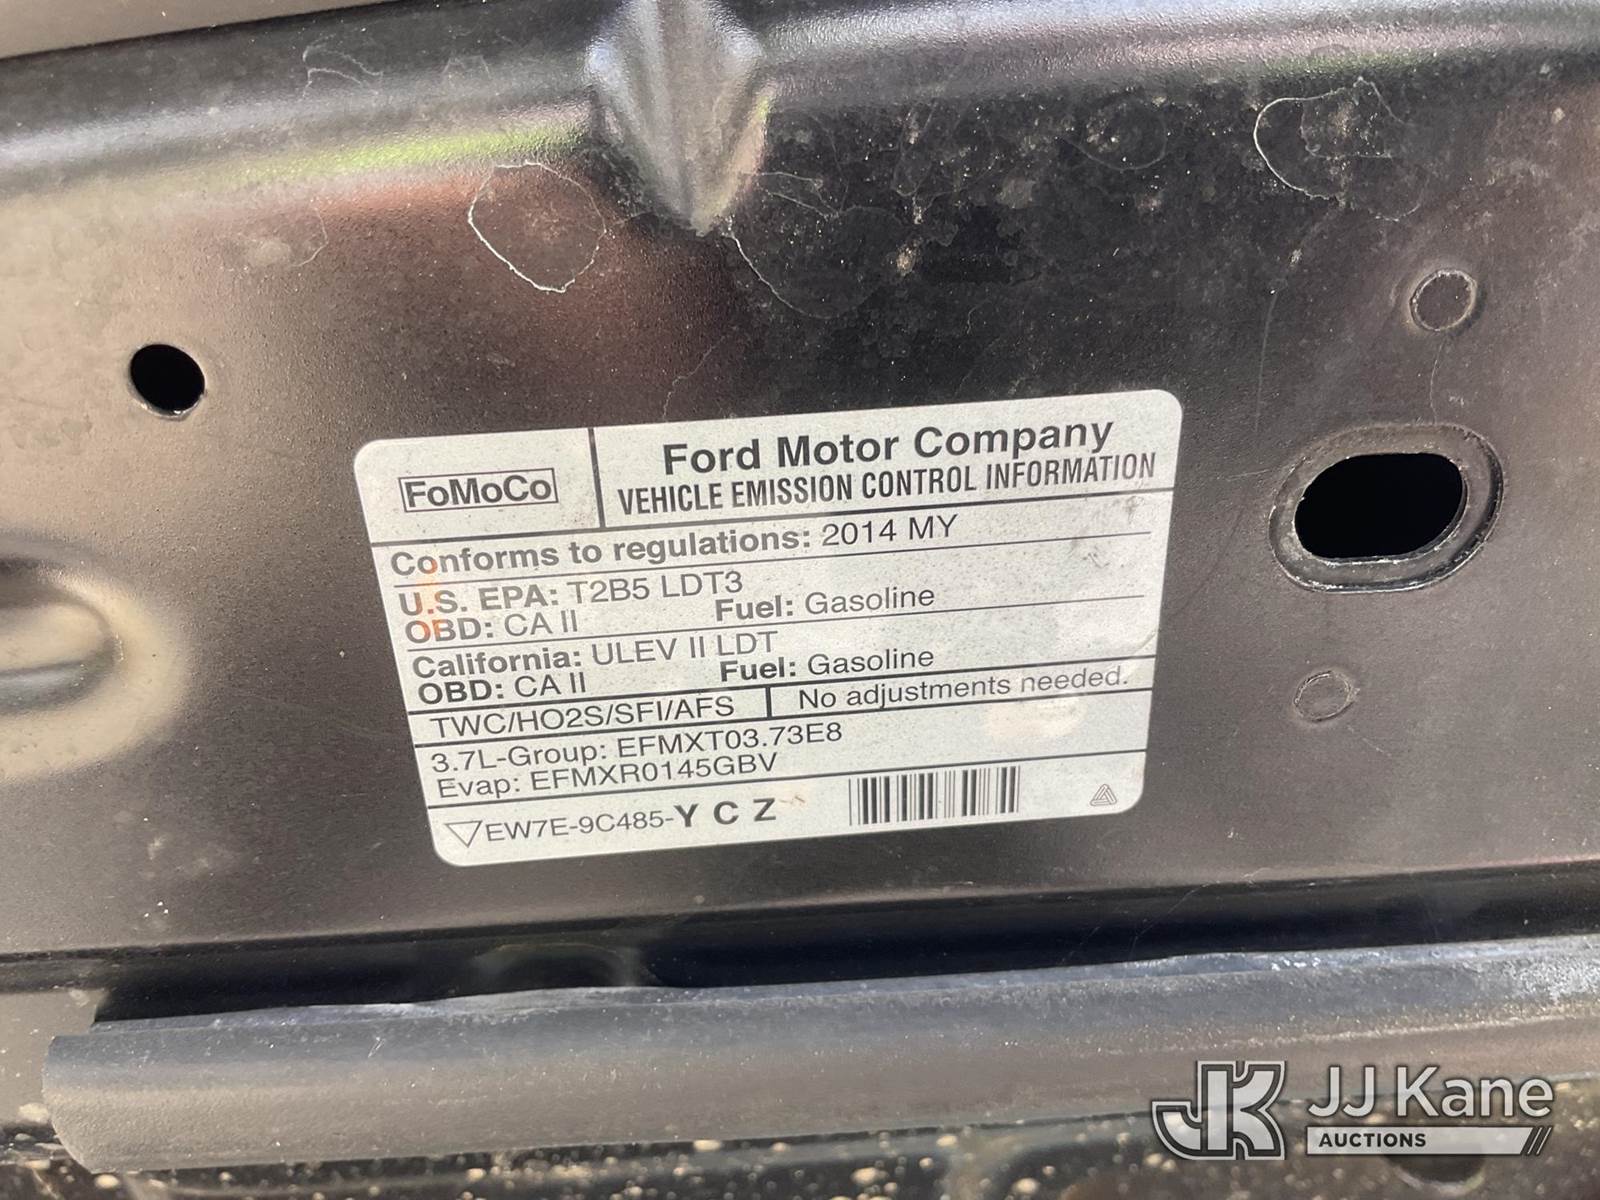 FoMoCo
Ford Motor Company
VEHICLE EMISSION CONTROL INFORMATION
Conforms to regulations: 2014 MY
U.S. EPA: T2B5 LDT3
OBD: CA II Fuel: Gasoline
California: ULEV II LDT
OBD: CA II Fuel: Gasoline
TWC/HO2S/SFI/AFS No adjustments needed.
3.7L-Group: EFMXT03.73E8
Evap: EFMXR0145GBV
EW7E-9C485-Y C Z
JK JJ Kane
AUCTIONS